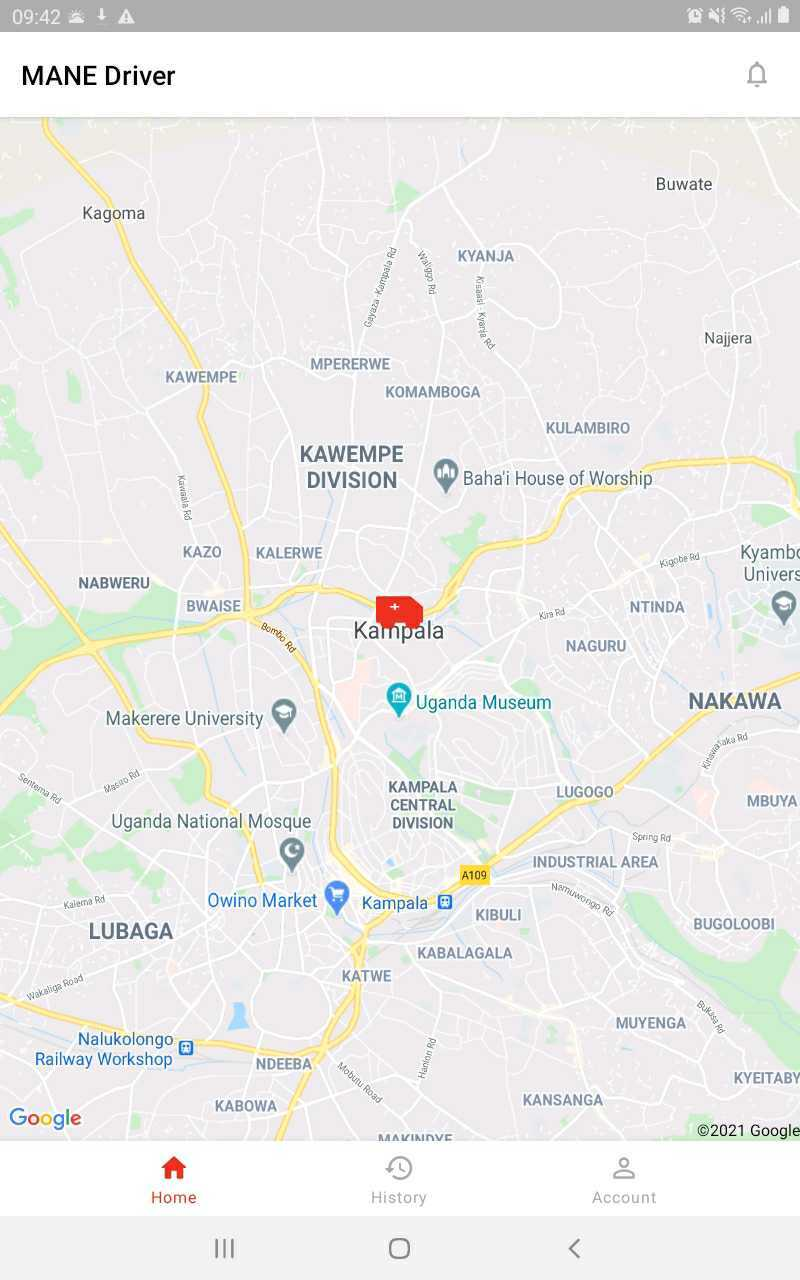 09:42
MANE Driver
Buwate
Kagoma
KYANJA
Gayaza-Kampala Rd
Waliggo Rd
Kisaasi - Kyanja Rd
Najjera
MPERERWE
KAWEMPE
KOMAMBOGA
KULAMBIRO
KAWEMPE
DIVISION
Baha'i House of Worship
Kawaala Rd
KAZO
KALERWE
Kigobe Rd
Kyambo
Univers
NABWERU
BWAISE
Kira Rd
NTINDA
Bombo Rd
Kampala
NAGURU
Uganda Museum
NAKAWA
Makerere University
Kinawataka Rd
Sentema Rd
Masiro Rd
KAMPALA
CENTRAL
DIVISION
LUGOGO
MBUYA
Uganda National Mosque
Spring Rd
INDUSTRIAL AREA
A109
Owino Market
Kampala
Namuwongo Rd
Kalema Rd
KIBULI
BUGOLOOBI
LUBAGA
KABALAGALA
KATWE
Wakaliga Road
Bukasa Rd
MUYENGA
Nalukolongo
Railway Workshop
NDEEBA
Hanlon Rd
Mobutu Road
KYEITABY
KABOWA
KANSANGA
Google
MAKINDYE
©2021 Google
Home
History
Account